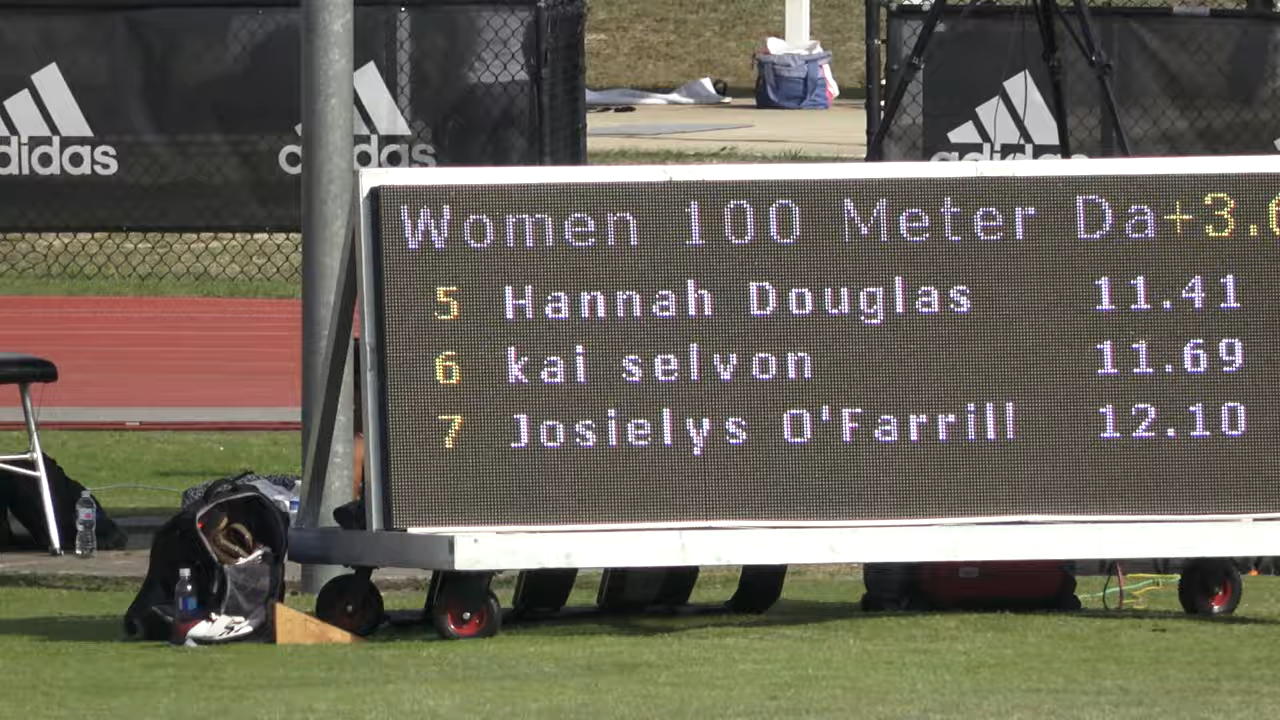 adidas
adidas
adidas
Women 100 Meter Da+3.0
5 Hannah Douglas 11.41
6 kai selvon 11.69
7 Josielys O'Farrill 12.10